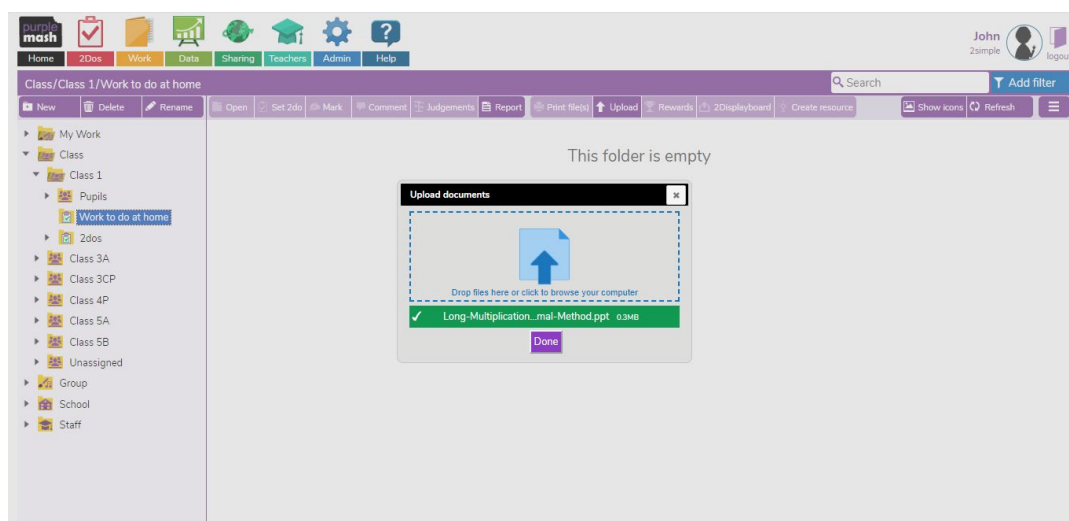 purple
mash
Home 2Dos Work Data Sharing Teachers Admin Help
John
2simple
logou
Class/Class 1/Work to do at home
Search
Add filter
New Delete Rename Open Set 2do Mark Comment Judgements Report Print file(s) Upload Rewards 2Displayboard Create resource Show icons Refresh
My Work
Class
Class 1
Pupils
Work to do at home
2dos
Class 3A
Class 3CP
Class 4P
Class 5A
Class 5B
Unassigned
Group
School
Staff
This folder is empty
Upload documents
Drop files here or click to browse your computer
Long-Multiplication...mal-Method.ppt 0.3MB
Done